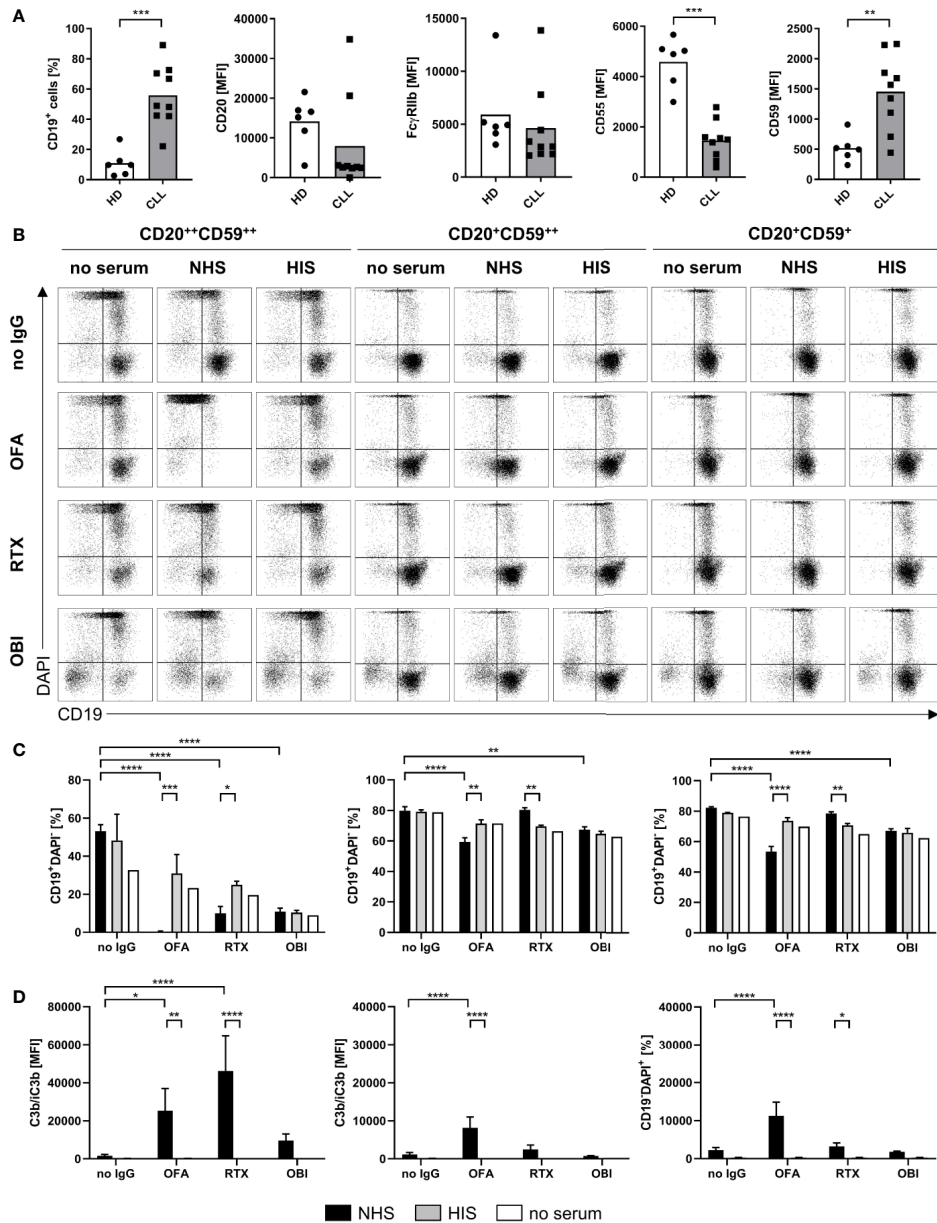 A
CD19⁺ cells [%]
100
80
60
40
20
0
***
HD
CLL
CD20 [MFI]
40000
30000
20000
10000
0
HD
CLL
FcγRIIb [MFI]
15000
10000
5000
0
HD
CLL
CD55 [MFI]
6000
4000
2000
0
***
HD
CLL
CD59 [MFI]
2500
2000
1500
1000
500
0
**
HD
CLL
B
CD20⁺⁺CD59⁺⁺
CD20⁺CD59⁺⁺
CD20⁺CD59⁺
no serum NHS HIS no serum NHS HIS no serum NHS HIS
no IgG
OFA
RTX
OBI
DAPI
CD19
C
CD19⁺DAPI⁻ [%]
60
40
20
0
****
****
****
***
*
no IgG OFA RTX OBI
CD19⁺DAPI⁻ [%]
100
80
60
40
20
0
**
****
**
**
no IgG OFA RTX OBI
CD19⁺DAPI⁻ [%]
100
80
60
40
20
0
****
****
****
**
no IgG OFA RTX OBI
D
C3b/iC3b [MFI]
80000
60000
40000
20000
0
****
*
**
****
no IgG OFA RTX OBI
C3b/iC3b [MFI]
40000
30000
20000
10000
0
****
****
no IgG OFA RTX OBI
CD19⁻DAPI⁺ [%]
40000
30000
20000
10000
0
****
****
*
no IgG OFA RTX OBI
NHS HIS no serum